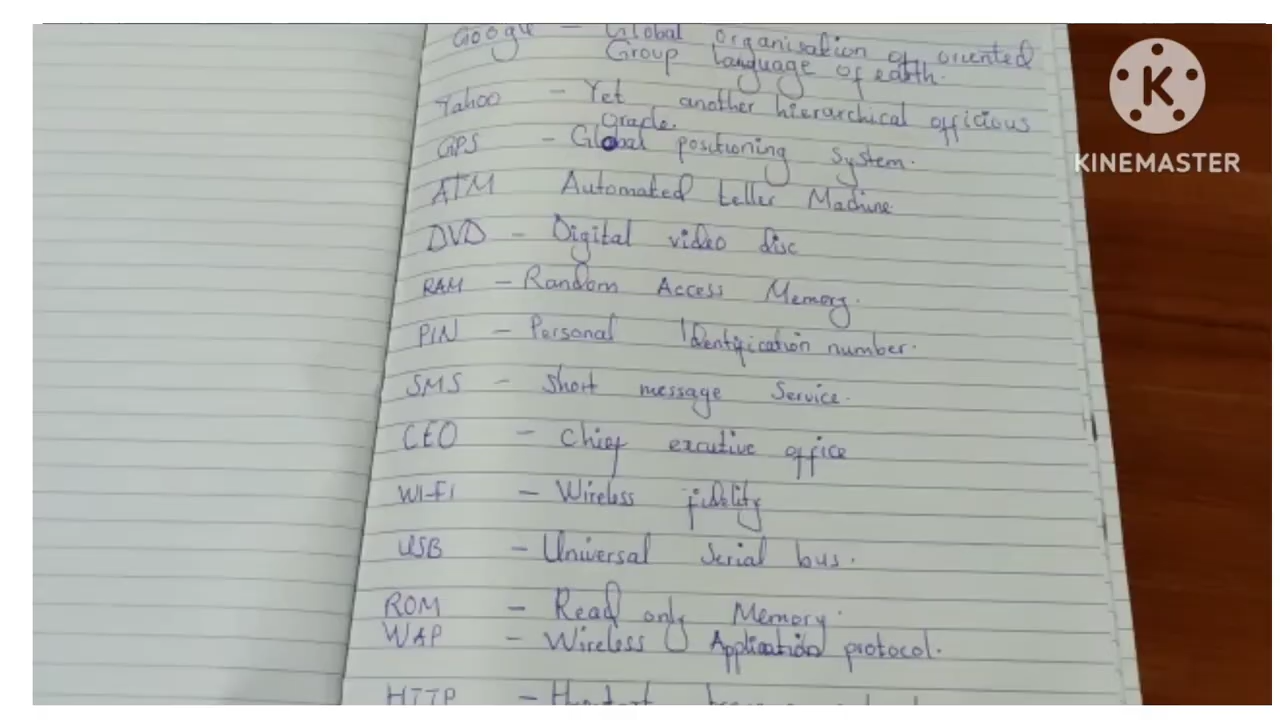 Google - Global organisation of oriented
Group language of earth.
Yahoo - Yet another hierarchical officious
oracle.
GPS - Global positioning System.
ATM Automated teller Machine
DVD - Digital video disc
RAM - Random Access Memory.
PIN - Personal Identification number.
SMS - Short message Service.
CEO - Chief excutive office
WI-FI - Wireless fidelity
USB - Universal Serial bus.
ROM - Read only Memory.
WAP - Wireless Application protocol.
HTTP -
K
KINEMASTER